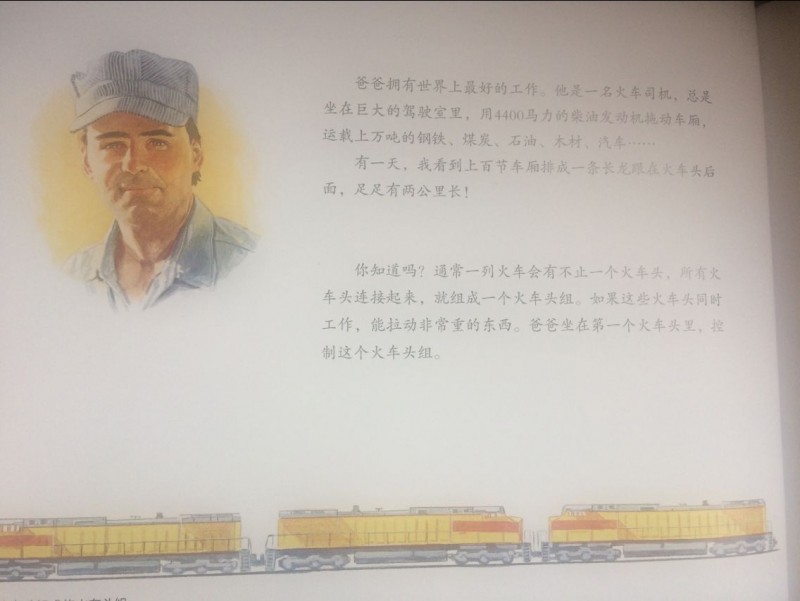 爸爸拥有世界上最好的工作。他是一名火车司机，总是
坐在巨大的驾驶室里，用4400马力的柴油发动机拖动车厢，
运载上万吨的钢铁、煤炭、石油、木材、汽车……
有一天，我看到上百节车厢排成一条长龙跟在火车头后
面，足足有两公里长！
你知道吗？通常一列火车会有不止一个火车头，所有火
车头连接起来，就组成一个火车头组。如果这些火车头同时
工作，能拉动非常重的东西。爸爸坐在第一个火车头里，控
制这个火车头组。